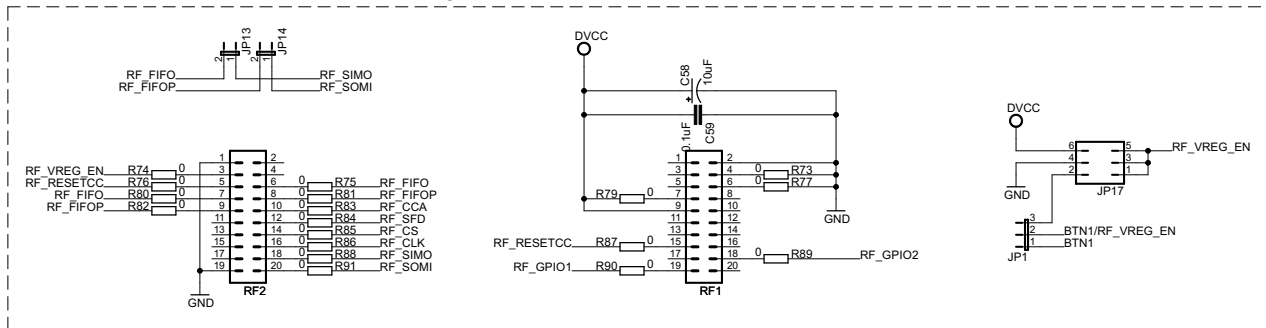 JP13 JP14
2 1 2 1
RF_FIFO RF_SIMO
RF_FIFOP RF_SOMI
1 2
RF_VREG_EN R74 0 3 4
RF_RESETCC R76 0 5 6 0 R75 RF_FIFO
RF_FIFO R80 0 7 8 0 R81 RF_FIFOP
RF_FIFOP R82 0 9 10 0 R83 RF_CCA
11 12 0 R84 RF_SFD
13 14 0 R85 RF_CS
15 16 0 R86 RF_CLK
17 18 0 R88 RF_SIMO
19 20 0 R91 RF_SOMI
GND RF2
DVCC
C58 10uF
+
0.1uF C59
1 2
3 4 0 R73
5 6 0 R77
R79 0 7 8
9 10
GND
11 12
13 14
RF_RESETCC R87 0 15 16
17 18 0 R89 RF_GPIO2
RF_GPIO1 R90 0 19 20
RF1
DVCC
6 5 RF_VREG_EN
4 3
2 1
GND JP17
3
2 BTN1/RF_VREG_EN
1 BTN1
JP1